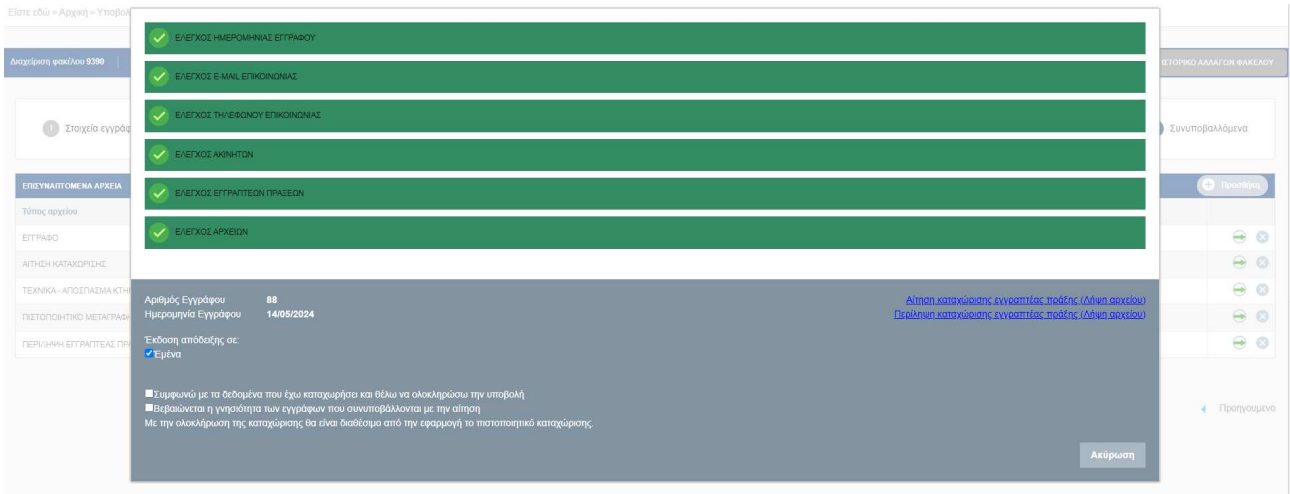 Είστε εδώ » Αρχική » Υποβολ
ΕΛΕΓΧΟΣ ΗΜΕΡΟΜΗΝΙΑΣ ΕΓΓΡΑΦΟΥ
Διαχείριση φακέλου 9390
ΙΣΤΟΡΙΚΟ ΑΛΛΑΓΩΝ ΦΑΚΕΛΟΥ
ΕΛΕΓΧΟΣ E-MAIL ΕΠΙΚΟΙΝΩΝΙΑΣ
ΕΛΕΓΧΟΣ ΤΗΛΕΦΩΝΟΥ ΕΠΙΚΟΙΝΩΝΙΑΣ
1 Στοιχεία εγγράφ
Συνυποβαλλόμενα
ΕΛΕΓΧΟΣ ΑΚΙΝΗΤΩΝ
ΕΠΙΣΥΝΑΠΤΟΜΕΝΑ ΑΡΧΕΙΑ
Προσθήκη
ΕΛΕΓΧΟΣ ΕΓΓΡΑΠΤΕΩΝ ΠΡΑΞΕΩΝ
Τύπος αρχείου
ΕΛΕΓΧΟΣ ΑΡΧΕΙΩΝ
ΕΓΓΡΑΦΟ
ΑΙΤΗΣΗ ΚΑΤΑΧΩΡΙΣΗΣ
ΤΕΧΝΙΚΑ - ΑΠΟΣΠΑΣΜΑ ΚΤΗ
ΠΙΣΤΟΠΟΙΗΤΙΚΟ ΜΕΤΑΓΡΑΦ
ΠΕΡΙΛΗΨΗ ΕΓΓΡΑΠΤΕΑΣ ΠΡΑ
Αριθμός Εγγράφου 88
Αίτηση καταχώρισης εγγραπτέας πράξης (Λήψη αρχείου)
Ημερομηνία Εγγράφου 14/05/2024
Περίληψη καταχώρισης εγγραπτέας πράξης (Λήψη αρχείου)
Έκδοση απόδειξης σε:
Εμένα
Συμφωνώ με τα δεδομένα που έχω καταχωρήσει και θέλω να ολοκληρώσω την υποβολή
Βεβαιώνεται η γνησιότητα των εγγράφων που συνυποβάλλονται με την αίτηση
Με την ολοκλήρωση της καταχώρισης θα είναι διαθέσιμο από την εφαρμογή το πιστοποιητικό καταχώρισης.
Προηγουμενο
Ακύρωση